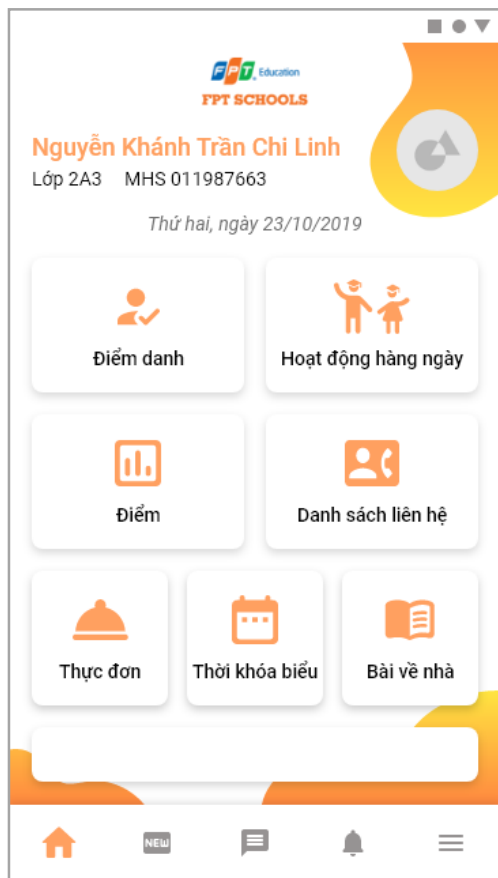 FPT Education
FPT SCHOOLS
Nguyễn Khánh Trần Chi Linh
Lớp 2A3 MHS 011987663
Thứ hai, ngày 23/10/2019
Điểm danh
Hoạt động hàng ngày
Điểm
Danh sách liên hệ
Thực đơn
Thời khóa biểu
Bài về nhà
NEW